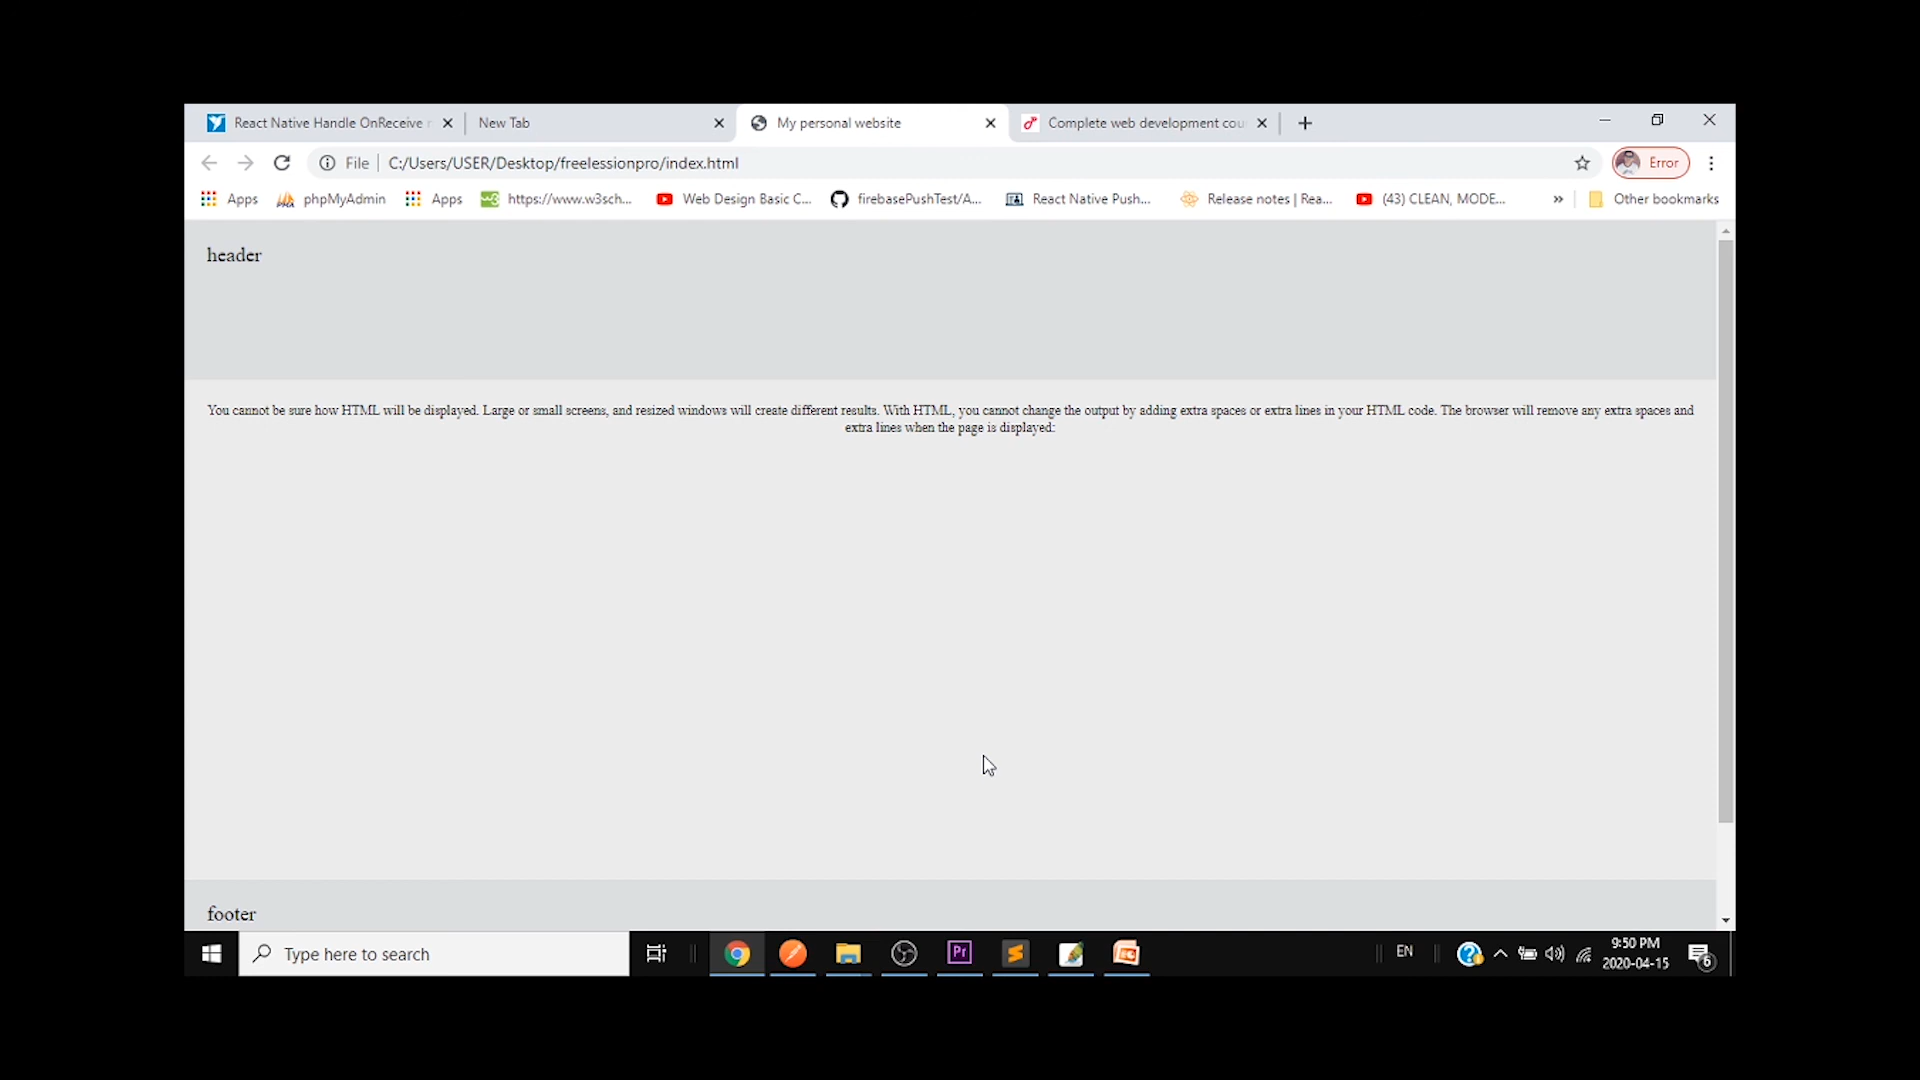 React Native Handle OnReceive
New Tab
My personal website
Complete web development cou
File
C:/Users/USER/Desktop/freelessionpro/index.html
Error
Apps
phpMyAdmin
Apps
https://www.w3sch...
Web Design Basic C...
firebasePushTest/A...
React Native Push...
Release notes | Rea...
(43) CLEAN, MODE...
»
Other bookmarks
header
You cannot be sure how HTML will be displayed. Large or small screens, and resized windows will create different results. With HTML, you cannot change the output by adding extra spaces or extra lines in your HTML code. The browser will remove any extra spaces and
extra lines when the page is displayed:
footer
Type here to search
Pr
EN
9:50 PM
2020-04-15
6